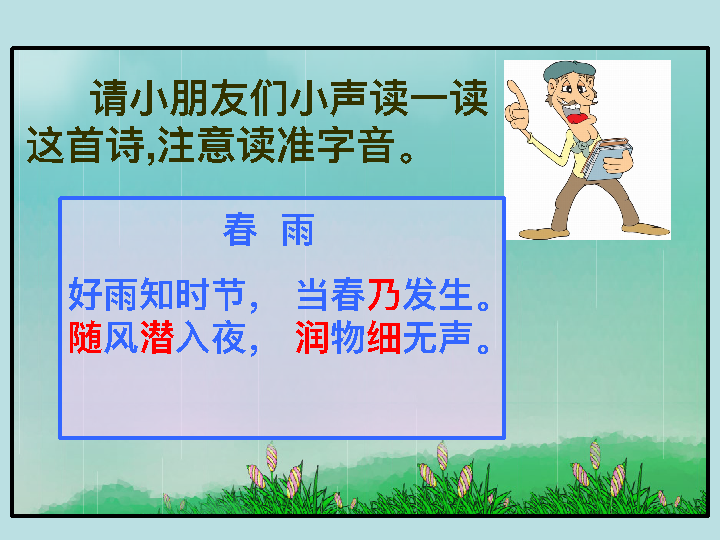 请小朋友们小声读一读
这首诗,注意读准字音。
春 雨
好雨知时节， 当春乃发生。
随风潜入夜， 润物细无声。